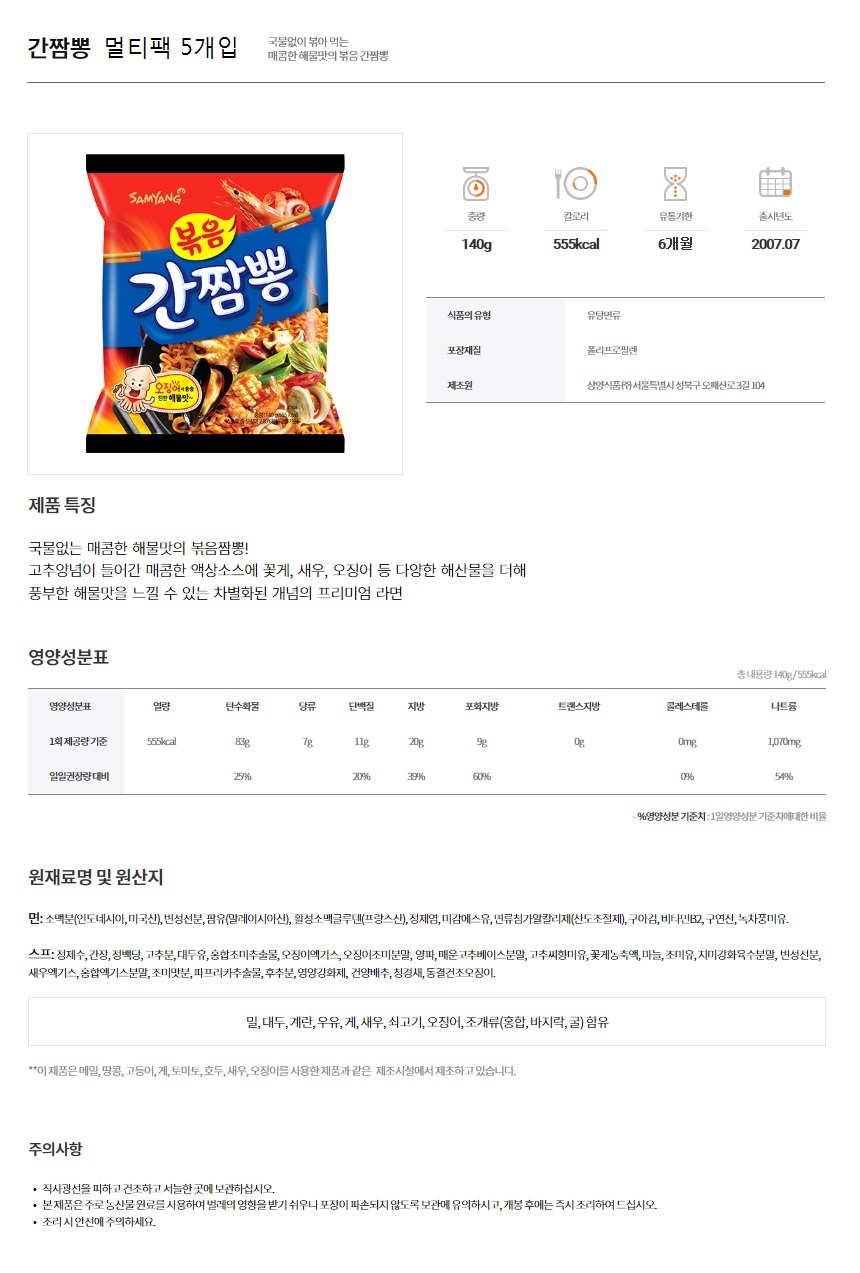 간짬뽕 멀티팩 5개입
국물없이 볶아 먹는
매콤한 해물맛의 볶음 간짬뽕
SAMYANG
볶음
간짬뽕
오징어가 송송
진한 해물맛~
중량 칼로리 유통기한 출시년도
140g 555kcal 6개월 2007.07
식품의 유형 유탕면류
포장재질 폴리프로필렌
제조원 삼양식품㈜ 서울특별시 성북구 오패산로 3길 104
제품 특징
국물없는 매콤한 해물맛의 볶음짬뽕!
고추양념이 들어간 매콤한 액상소스에 꽃게, 새우, 오징어 등 다양한 해산물을 더해
풍부한 해물맛을 느낄 수 있는 차별화된 개념의 프리미엄 라면
영양성분표
총 내용량 140g / 555kcal
영양성분표 열량 탄수화물 당류 단백질 지방 포화지방 트랜스지방 콜레스테롤 나트륨
1회 제공량 기준 555kcal 83g 7g 11g 20g 9g 0g 0mg 1,070mg
일일권장량 대비 25% 20% 39% 60% 0% 54%
- %영양성분 기준치 : 1일영양성분 기준치에대한 비율
원재료명 및 원산지
면: 소맥분(인도네시아, 미국산), 변성전분, 팜유(말레이시아산), 활성소맥글루텐(프랑스산), 정제염, 미감에스유, 면류첨가알칼리제(산도조절제), 구아검, 비타민B2, 구연산, 녹차풍미유.
스프: 정제수, 간장, 정백당, 고추분, 대두유, 홍합조미추출물, 오징어엑기스, 오징어조미분말, 양파, 매운고추베이스분말, 고추씨향미유, 꽃게농축액, 마늘, 조미유, 지미강화육수분말, 변성전분,
새우엑기스, 홍합엑기스분말, 조미맛분, 파프리카추출물, 후추분, 영양강화제, 건양배추, 청경채, 동결건조오징어.
밀, 대두, 계란, 우유, 게, 새우, 쇠고기, 오징어, 조개류(홍합, 바지락, 굴) 함유
**이 제품은 메밀, 땅콩, 고등어, 게, 토마토, 호두, 새우, 오징어를 사용한 제품과 같은 제조시설에서 제조하고 있습니다.
주의사항
• 직사광선을 피하고 건조하고 서늘한 곳에 보관하십시오.
• 본 제품은 주로 농산물 원료를 사용하여 벌레의 영향을 받기 쉬우니 포장이 파손되지 않도록 보관에 유의하시고, 개봉 후에는 즉시 조리하여 드십시오.
• 조리 시 안전에 주의하세요.